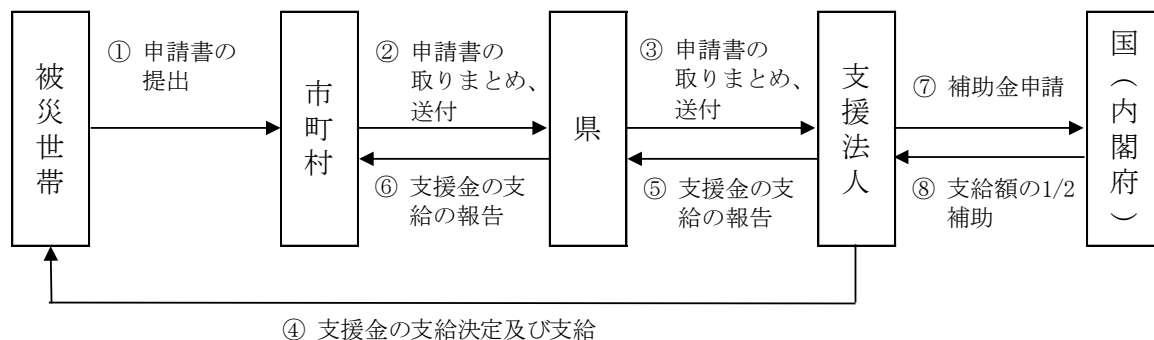 被災世帯
① 申請書の
提出
市町村
② 申請書の
取りまとめ、
送付
⑥ 支援金の支
給の報告
県
③ 申請書の
取りまとめ、
送付
⑤ 支援金の支
給の報告
支援法人
⑦ 補助金申請
⑧ 支給額の1/2
補助
国(内閣府)
④ 支援金の支給決定及び支給